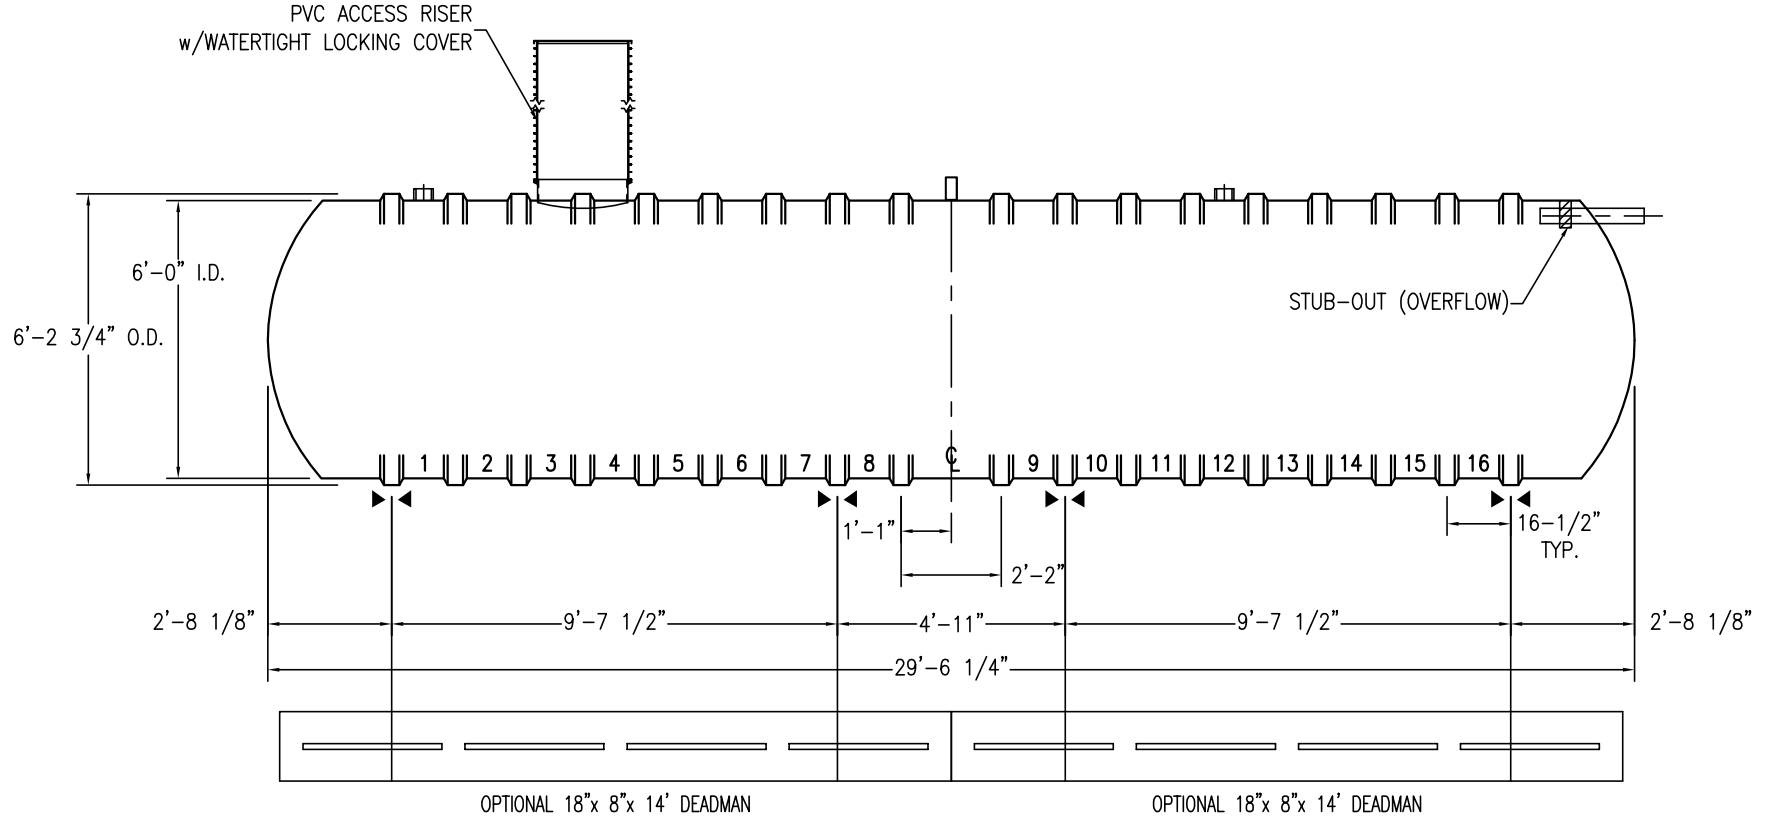 PVC ACCESS RISER
w/WATERTIGHT LOCKING COVER
6'-0" I.D.
6'-2 3/4" O.D.
STUB-OUT (OVERFLOW)
℄
1 2 3 4 5 6 7 8 9 10 11 12 13 14 15 16
1'-1"
16-1/2"
TYP.
2'-2"
2'-8 1/8" 9'-7 1/2" 4'-11" 9'-7 1/2" 2'-8 1/8"
29'-6 1/4"
OPTIONAL 18"x 8"x 14' DEADMAN OPTIONAL 18"x 8"x 14' DEADMAN